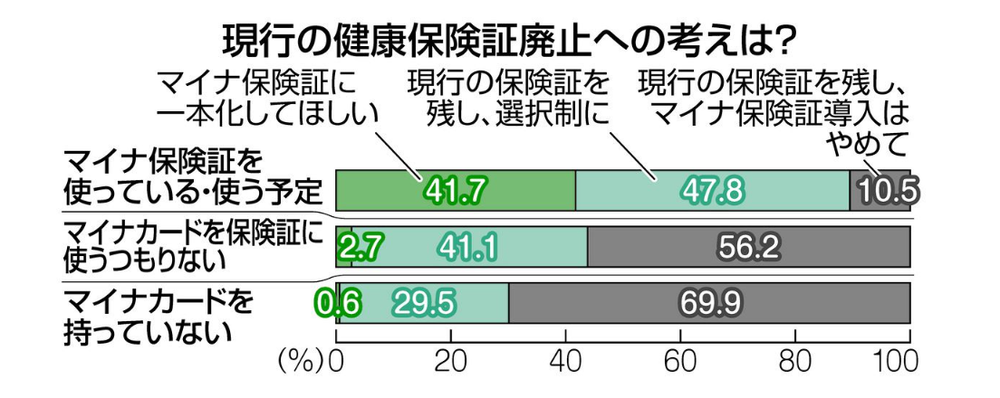 現行の健康保険証廃止への考えは?
マイナ保険証に
一本化してほしい
現行の保険証を
残し、選択制に
現行の保険証を残し、
マイナ保険証導入は
やめて
マイナ保険証を
使っている・使う予定
41.7 47.8 10.5
マイナカードを保険証に
使うつもりない
2.7 41.1 56.2
マイナカードを
持っていない
0.6 29.5 69.9
(%) 0 20 40 60 80 100